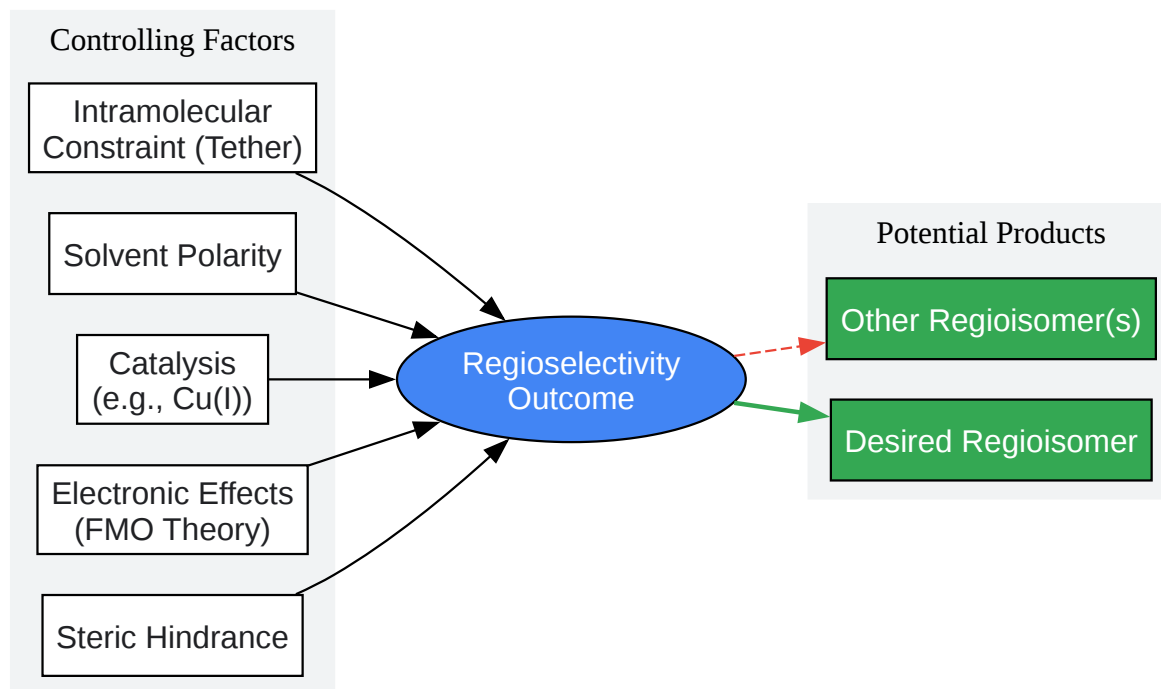 Controlling Factors
Intramolecular
Constraint (Tether)
Solvent Polarity
Catalysis
(e.g., Cu(I))
Electronic Effects
(FMO Theory)
Steric Hindrance
Regioselectivity
Outcome
Potential Products
Other Regioisomer(s)
Desired Regioisomer